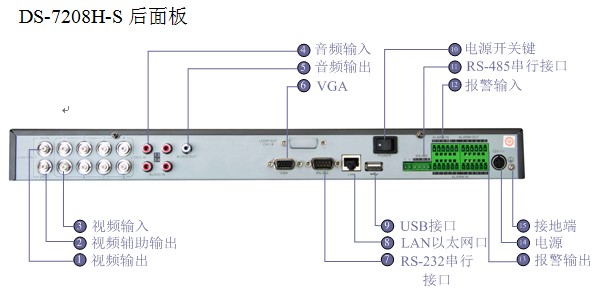 DS-7208H-S 后面板
④ 音频输入
⑤ 音频输出
⑥ VGA
⑩ 电源开关键
⑪ RS-485串行接口
⑫ 报警输入
③ 视频输入
② 视频辅助输出
① 视频输出
⑨ USB接口
⑧ LAN以太网口
⑦ RS-232串行
接口
⑮ 接地端
⑭ 电源
⑬ 报警输出